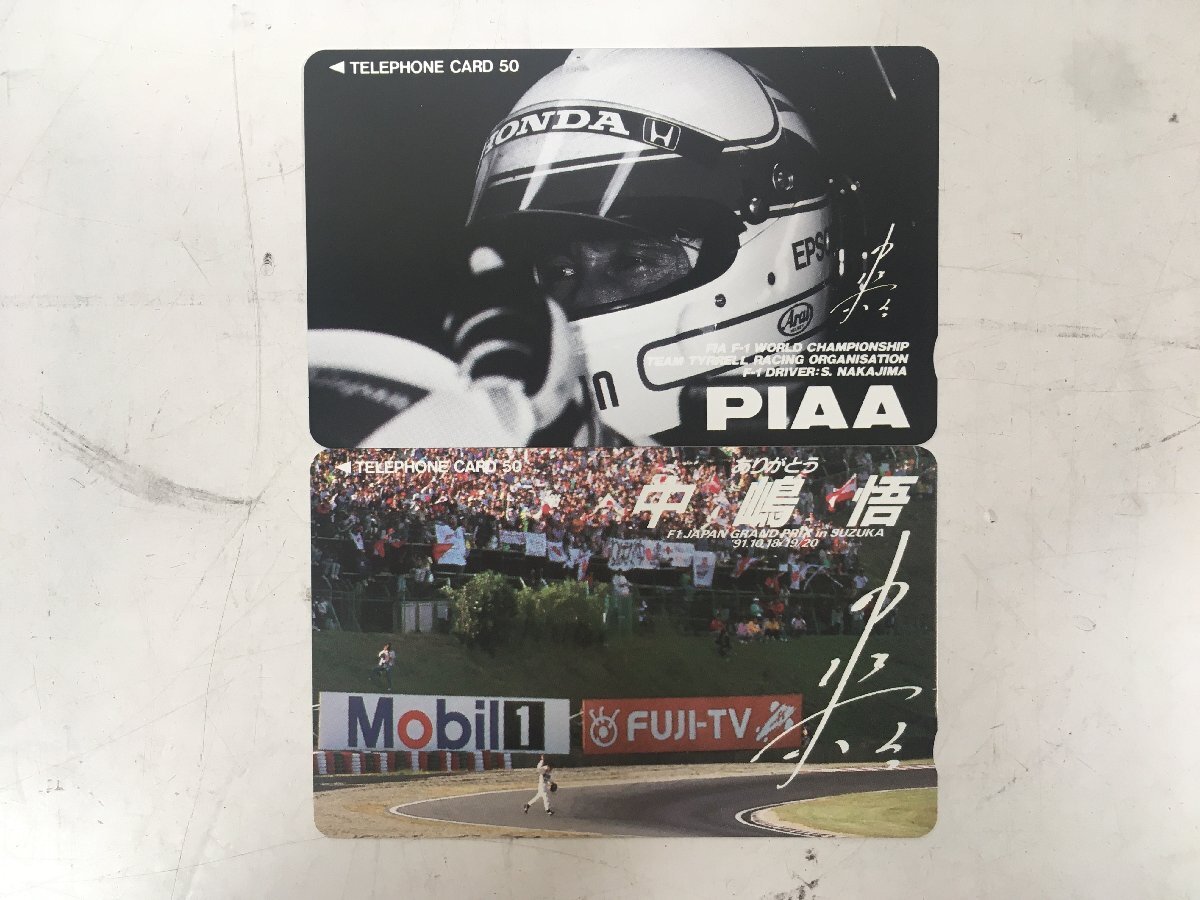 ◀ TELEPHONE CARD 50
HONDA
EPSO
Arai
FIA F-1 WORLD CHAMPIONSHIP
TEAM TYRRELL RACING ORGANISATION
F-1 DRIVER: S. NAKAJIMA
PIAA
◀ TELEPHONE CARD 50
ありがとう
中嶋悟
F1 JAPAN GRAND PRIX in SUZUKA
'91.10.18/19/20
Mobil 1
FUJI-TV